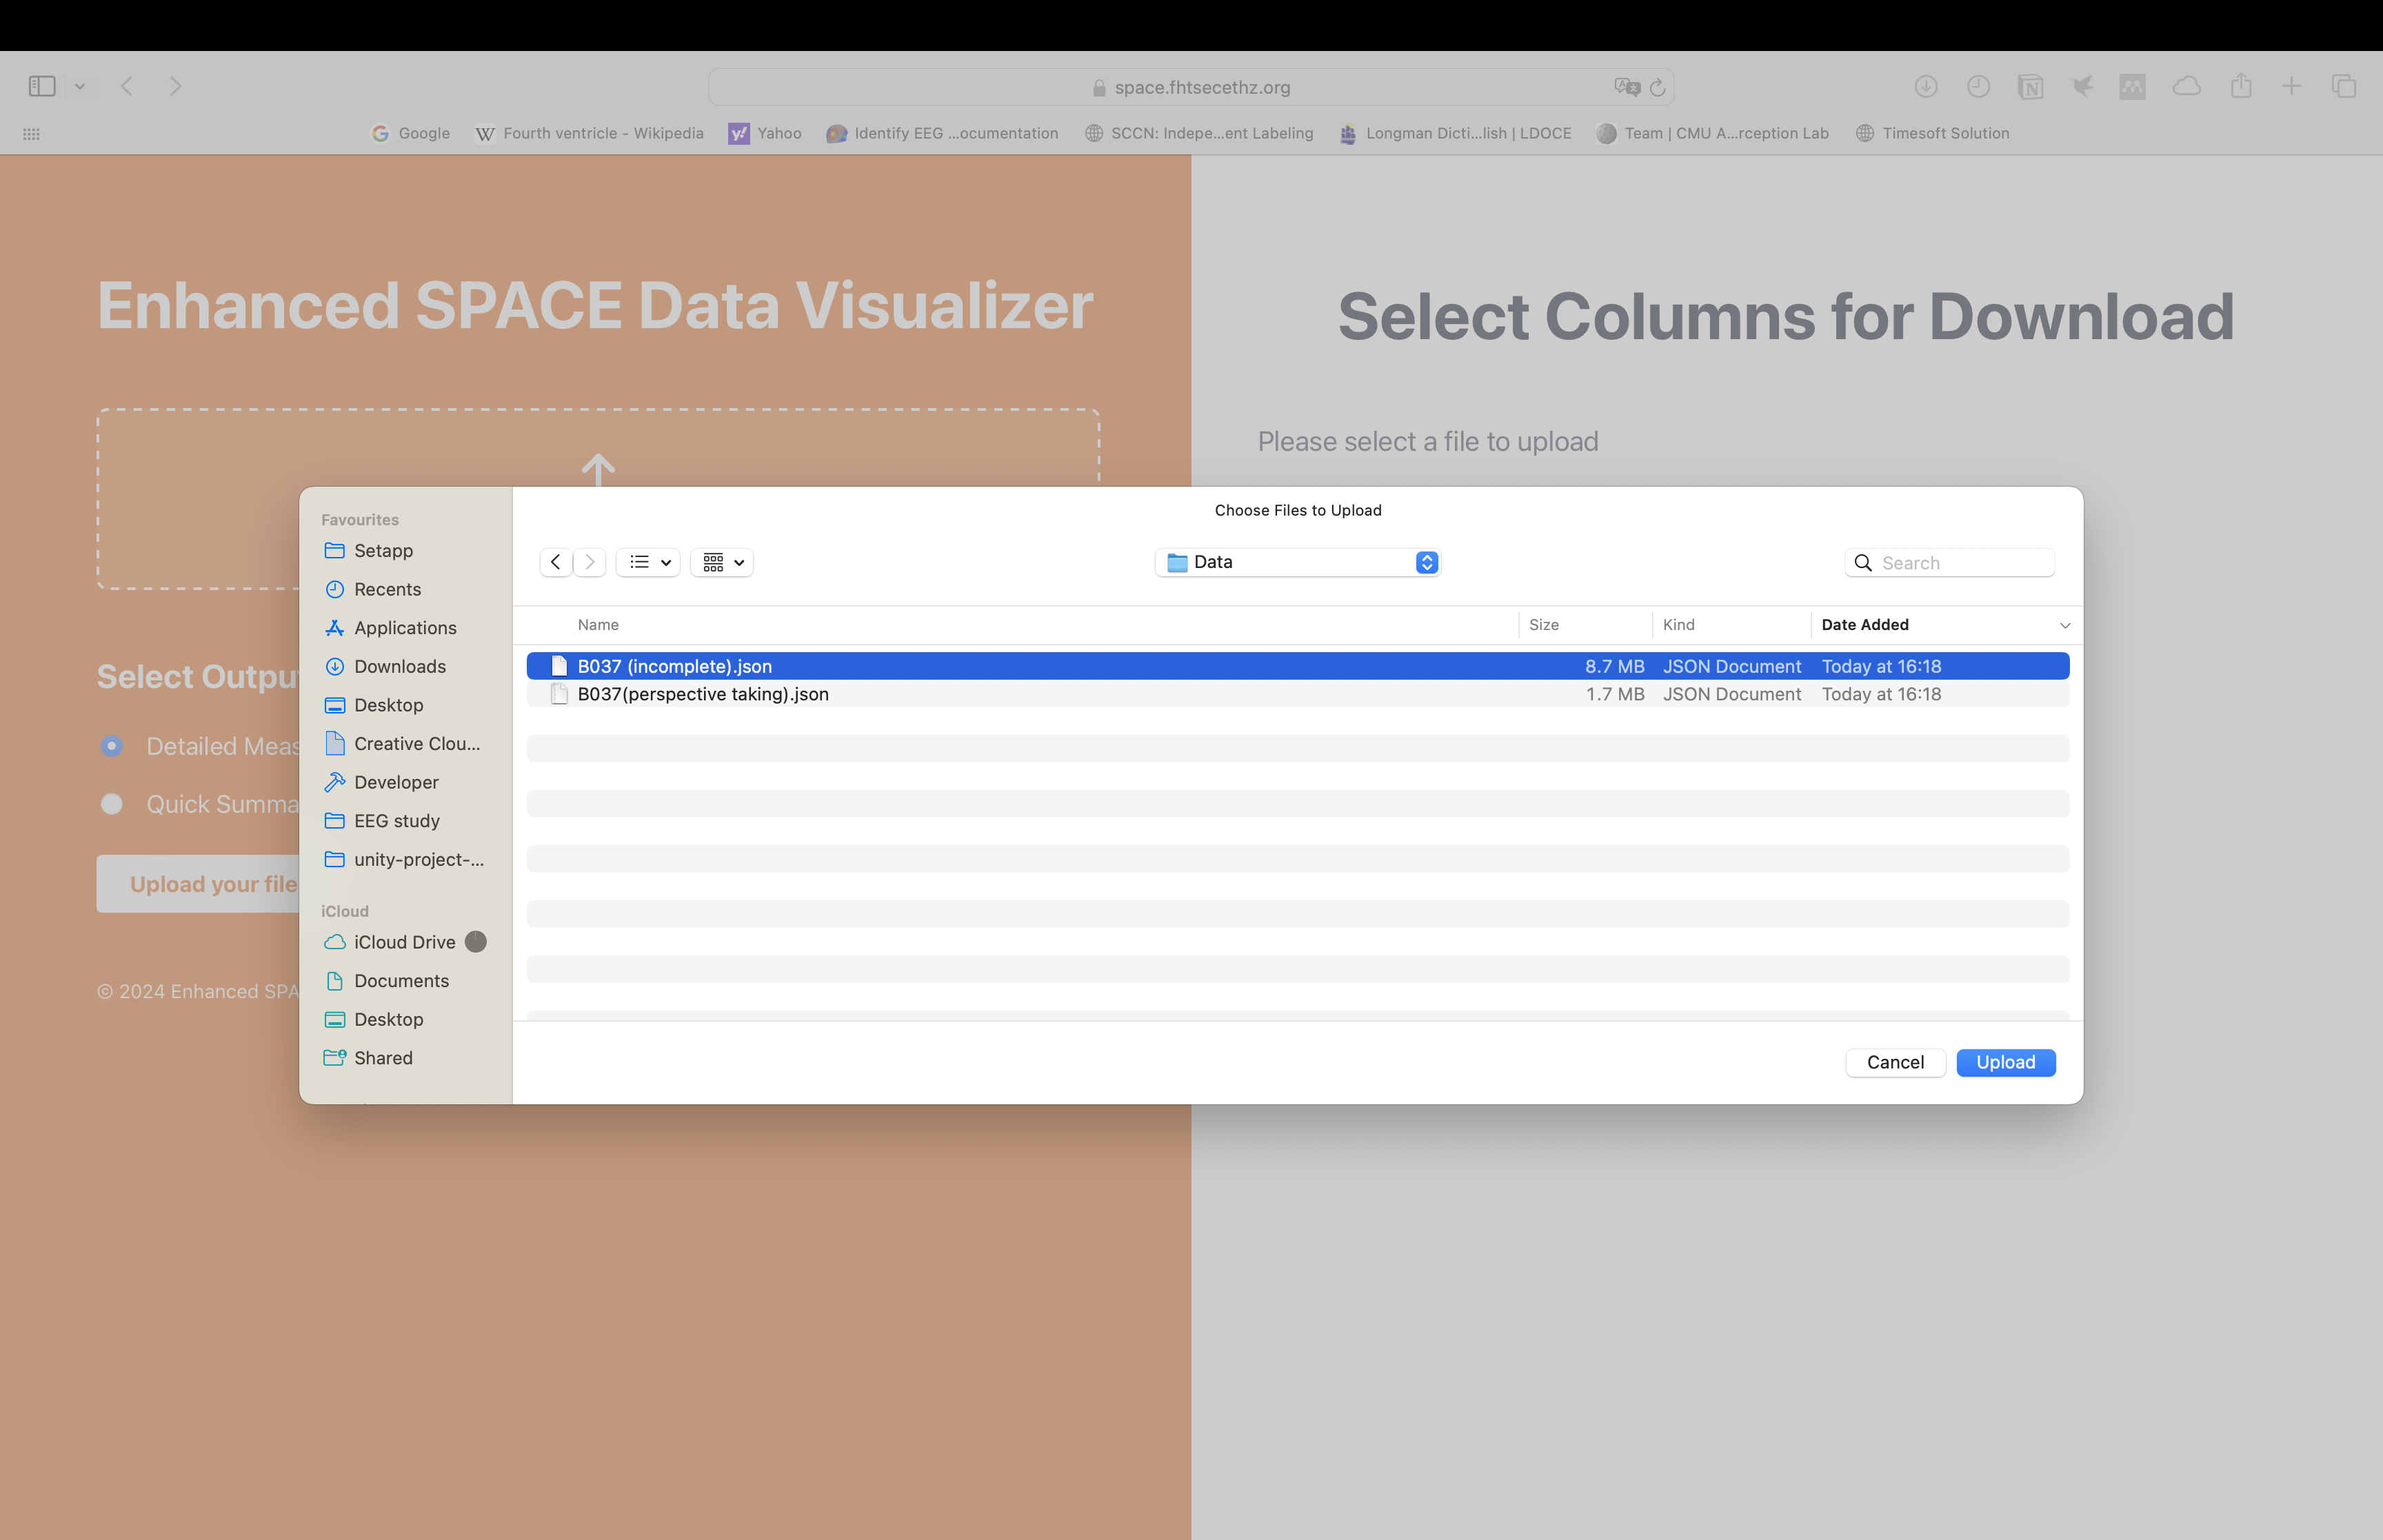 space.fhtsecethz.org
Google
Fourth ventricle - Wikipedia
Yahoo
Identify EEG ...ocumentation
SCCN: Indepe...ent Labeling
Longman Dicti...lish | LDOCE
Team | CMU A...rception Lab
Timesoft Solution
Enhanced SPACE Data Visualizer
Select Output
Detailed Meas
Quick Summa
Upload your file
© 2024 Enhanced SPA
Select Columns for Download
Please select a file to upload
Choose Files to Upload
Favourites
Setapp
Recents
Applications
Downloads
Desktop
Creative Clou...
Developer
EEG study
unity-project-...
iCloud
iCloud Drive
Documents
Desktop
Shared
Data
Search
Name Size Kind Date Added
B037 (incomplete).json 8.7 MB JSON Document Today at 16:18
B037(perspective taking).json 1.7 MB JSON Document Today at 16:18
Cancel
Upload